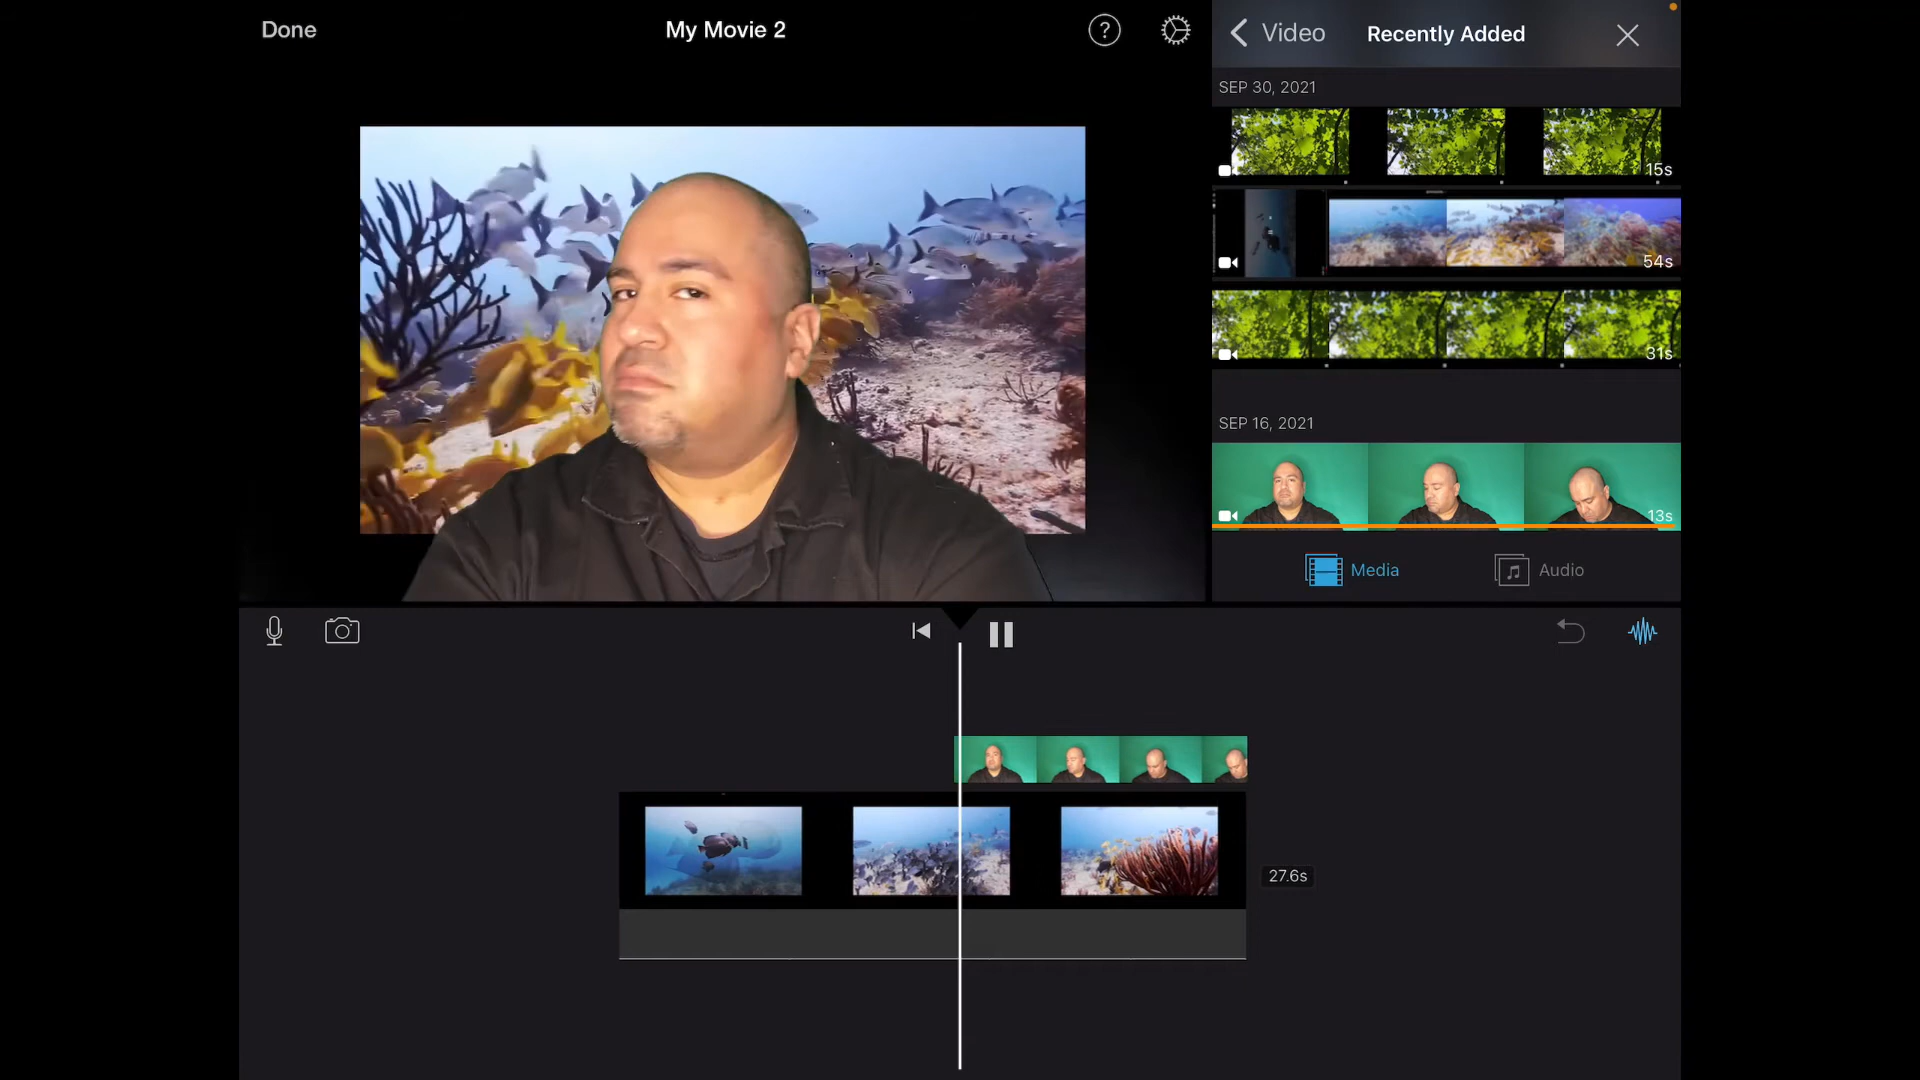 Done
My Movie 2
?
Video
Recently Added
SEP 30, 2021
15s
54s
31s
SEP 16, 2021
13s
Media
Audio
27.6s